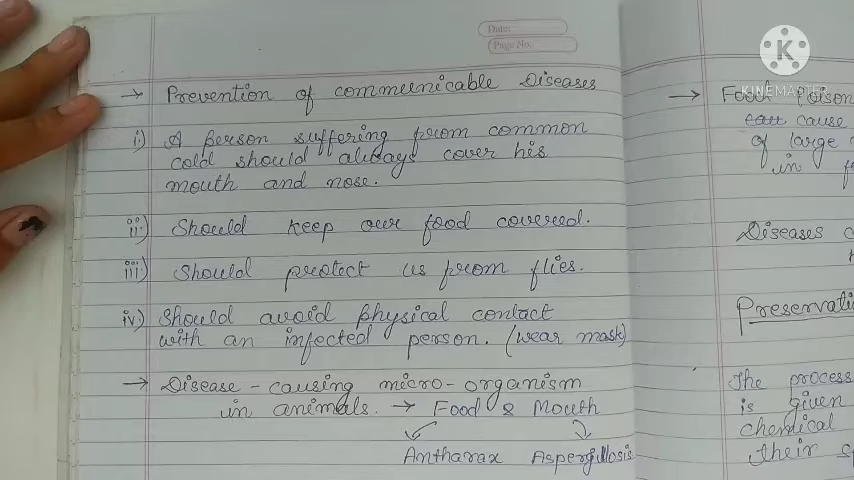 Date:
Page No.
K
KINEMASTER
→ Prevention of communicable Diseases
i) A person suffering from common
cold should always cover his
mouth and nose.
ii) Should keep our food covered.
iii) Should protect us from flies.
iv) Should avoid physical contact
with an infected person. (wear mask)
→ Disease-causing micro-organism
in animals. → Food & Mouth
Antharax Aspergillosis
→ Food Poison
cause
of large
in
Diseases c
Preservati
The process
is given
chemical
their sp